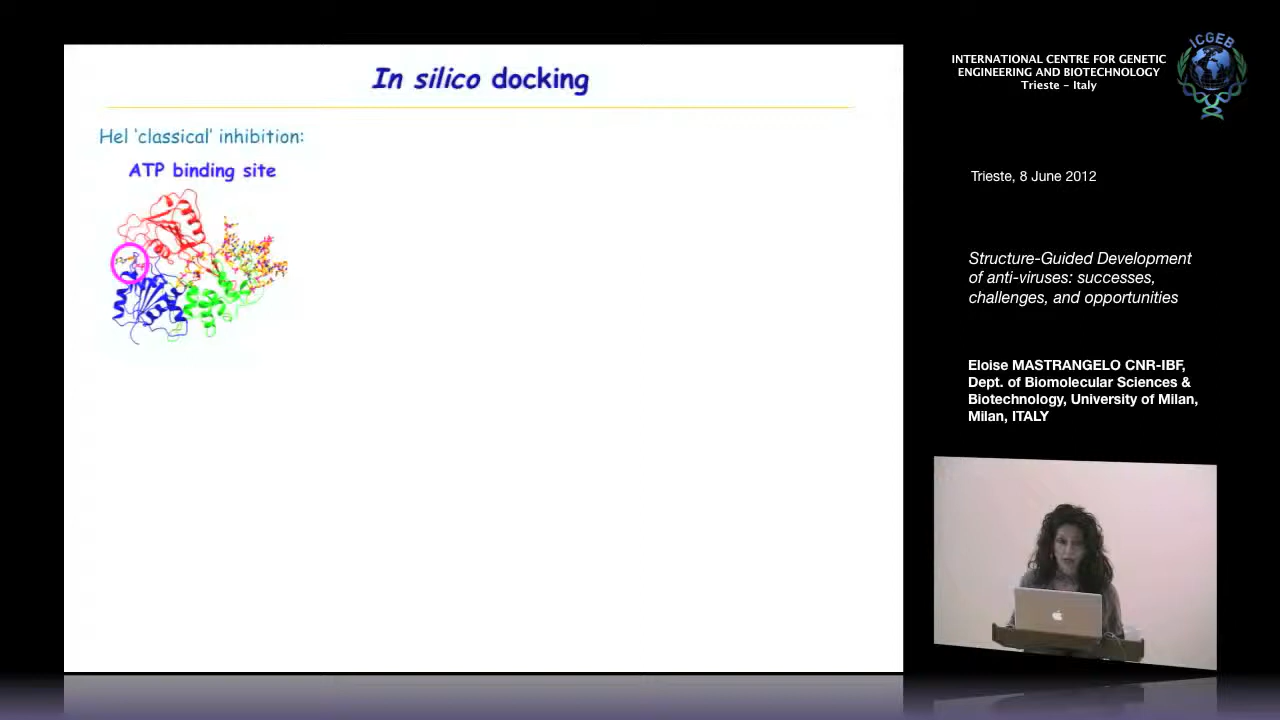 In silico docking
Hel 'classical' inhibition:
ATP binding site
INTERNATIONAL CENTRE FOR GENETIC
ENGINEERING AND BIOTECHNOLOGY
Trieste - Italy
ICGEB
Trieste, 8 June 2012
Structure-Guided Development
of anti-viruses: successes,
challenges, and opportunities
Eloise MASTRANGELO CNR-IBF,
Dept. of Biomolecular Sciences &
Biotechnology, University of Milan,
Milan, ITALY